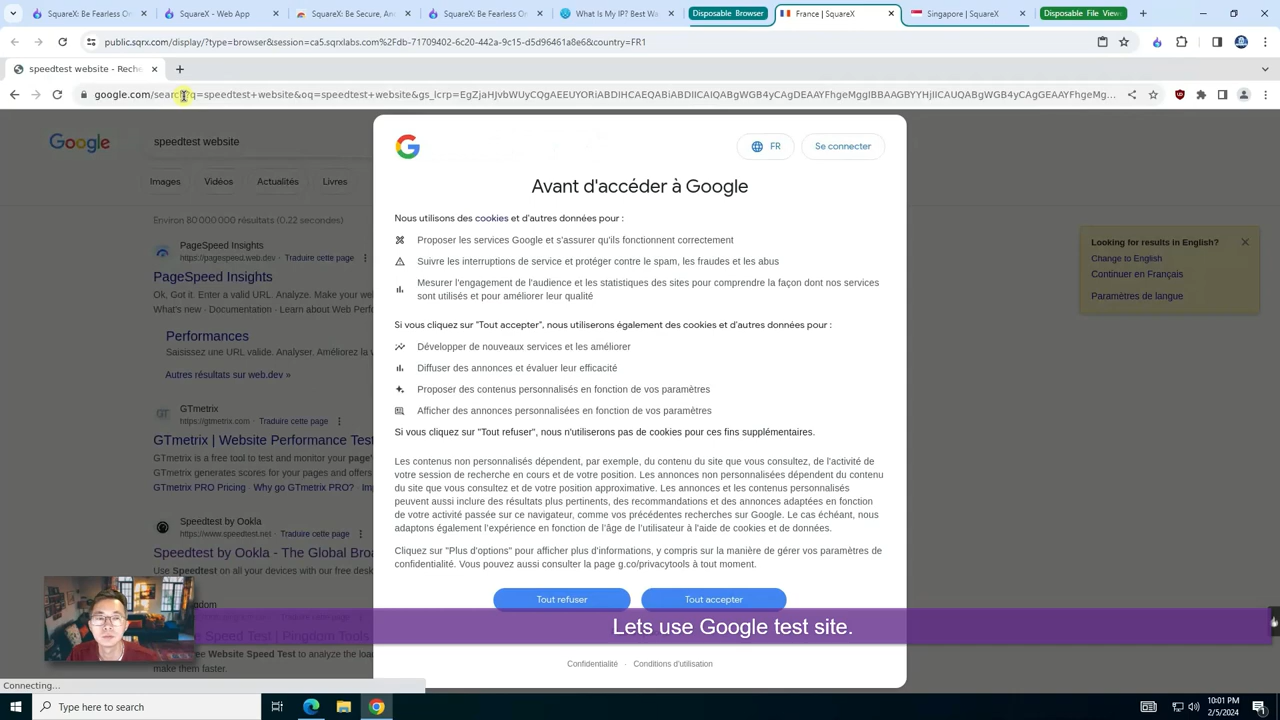 SquareX App
SquareX Br
SquareX App
SquareX Dis
SquareXrrerless On
What Is My IP? Best W
Disposable Browser
France | SquareX
Singapore | SquareX
Disposable File View
public.sqrx.com/display/?type=browser&session=ca5.sqrxlabs.com%2Fdb-71709402-6c20-442a-9c15-d5d96461a8e6&country=FR1
speedtest website - Rech
google.com/search?q=speedtest+website&oq=speedtest+website&gs_lcrp=
Google
speedtest website
Images
Vidéos
Actualités
Livres
Environ 80 000 000 résultats (0,22 secondes)
PageSpeed Insights
https://pagespeed.web.dev · Traduire cette page
PageSpeed Insights
Ok, Got it. Enter a valid URL. Analyze. Make your
What's new · Documentation · Learn about Web Perf
Performances
Saisissez une URL valide. Analyser. Améliorez la
Autres résultats sur web.dev »
GTmetrix
https://gtmetrix.com · Traduire cette page
GTmetrix | Website Performance Test
GTmetrix is a free tool to test and monitor your page'
GTmetrix generates scores for your pages and offers
GTmetrix PRO Pricing Why go GTmetrix PRO?
Speedtest by Ookla
https://www.speedtest.net · Traduire cette page
Speedtest by Ookla - The Global Bro
Use Speedtest on all your devices with our free desk
Speed Test | Pingdom Tools
Website Speed Test to analyze the loa
make them faster.
FR
Se connecter
Avant d'accéder à Google
Nous utilisons des cookies et d'autres données pour :
Proposer les services Google et s'assurer qu'ils fonctionnent correctement
Suivre les interruptions de service et protéger contre le spam, les fraudes et les abus
Mesurer l'engagement de l'audience et les statistiques des sites pour comprendre la façon dont nos services
sont utilisés et pour améliorer leur qualité
Si vous cliquez sur "Tout accepter", nous utiliserons également des cookies et d'autres données pour :
Développer de nouveaux services et les améliorer
Diffuser des annonces et évaluer leur efficacité
Proposer des contenus personnalisés en fonction de vos paramètres
Afficher des annonces personnalisées en fonction de vos paramètres
Si vous cliquez sur "Tout refuser", nous n'utiliserons pas de cookies pour ces fins supplémentaires.
Les contenus non personnalisés dépendent, par exemple, du contenu du site que vous consultez, de l'activité de
votre session de recherche en cours et de votre position. Les annonces non personnalisées dépendent du contenu
du site que vous consultez et de votre position approximative. Les annonces et les contenus personnalisés
peuvent aussi inclure des résultats plus pertinents, des recommandations et des annonces adaptées en fonction
de votre activité passée sur ce navigateur, comme vos précédentes recherches sur Google. Le cas échéant, nous
adaptons également l'expérience en fonction de l'âge de l'utilisateur à l'aide de cookies et de données.
Cliquez sur "Plus d'options" pour afficher plus d'informations, y compris sur la manière de gérer vos paramètres de
confidentialité. Vous pouvez aussi consulter la page g.co/privacytools à tout moment.
Tout refuser
Tout accepter
Lets use Google test site.
Confidentialité · Conditions d'utilisation
Looking for results in English?
Change to English
Continuer en Français
Paramètres de langue
Connecting...
Type here to search
10:01 PM
2/5/2024